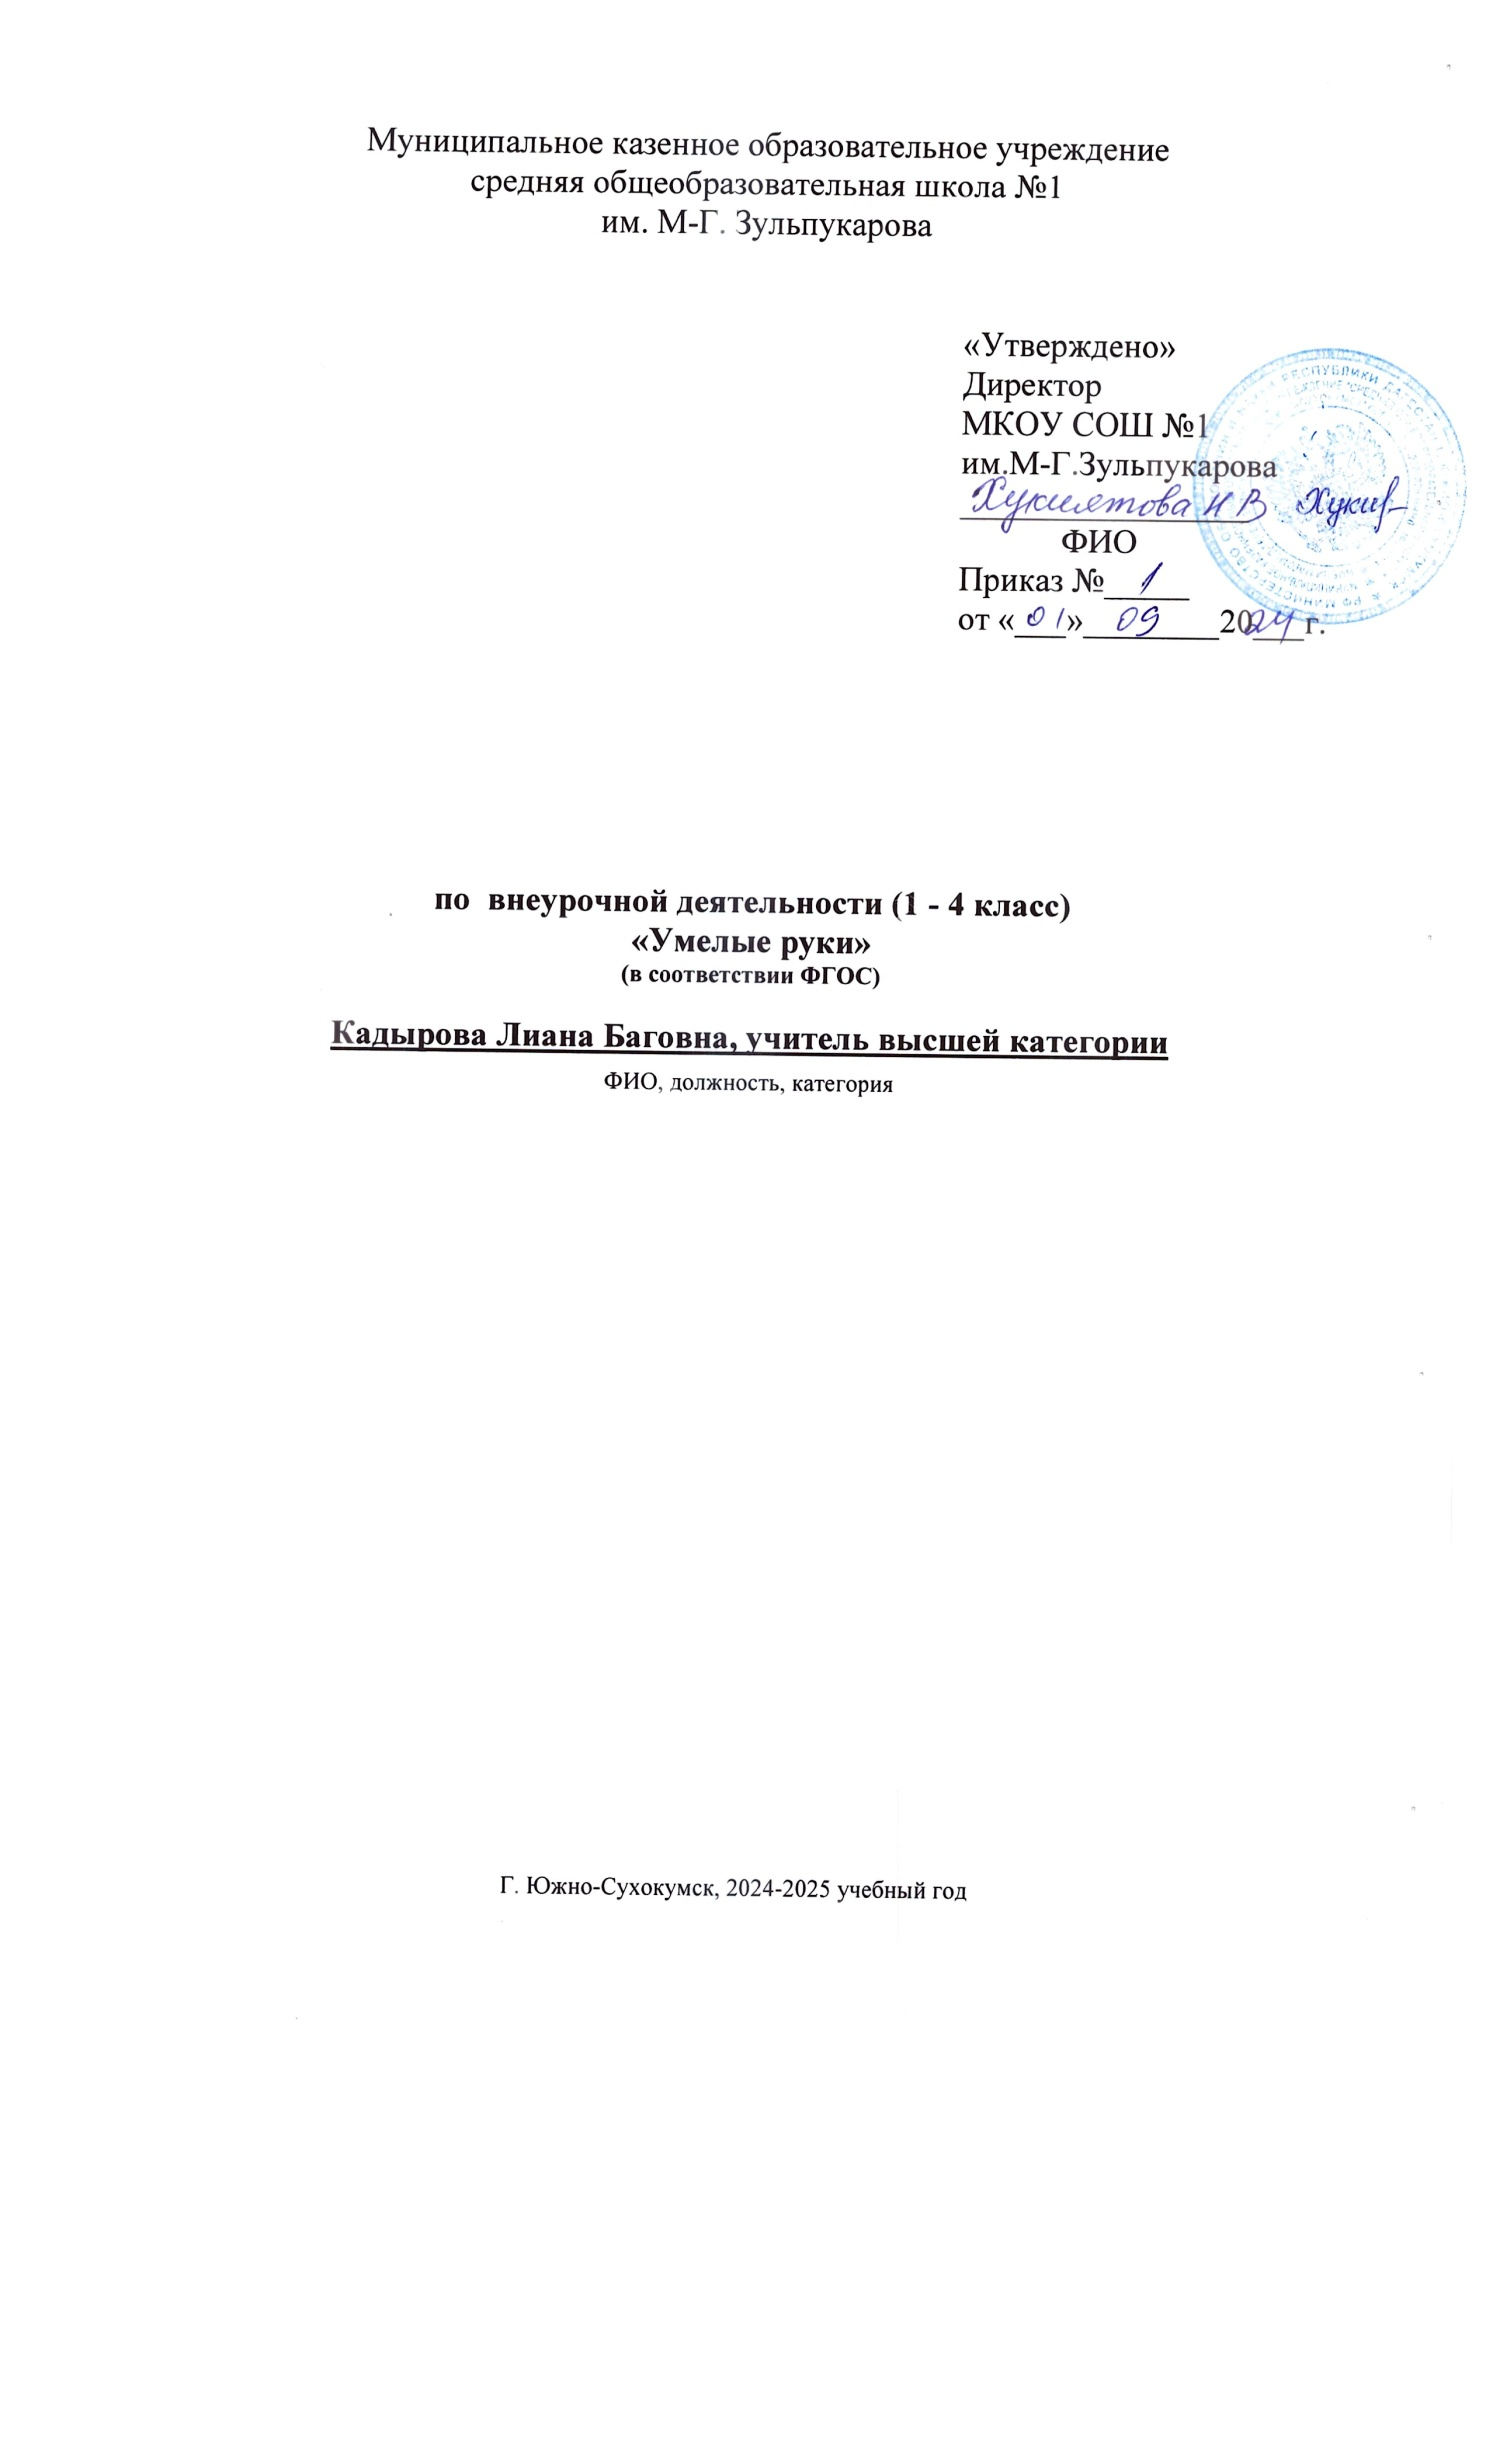 Муниципальное казенное образовательное учреждение
средняя общеобразовательная школа №1
им. М-Г. Зульпукарова
«Утверждено»
Директор
МКОУ СОШ №1
им.М-Г.Зульпукарова
Н В
ФИО
Приказ № 1
от «01» 09 2024 г.
по внеурочной деятельности (1 - 4 класс)
«Умелые руки»
(в соответствии ФГОС)
Кадырова Лиана Баговна, учитель высшей категории
ФИО, должность, категория
Г. Южно-Сухокумск, 2024-2025 учебный год